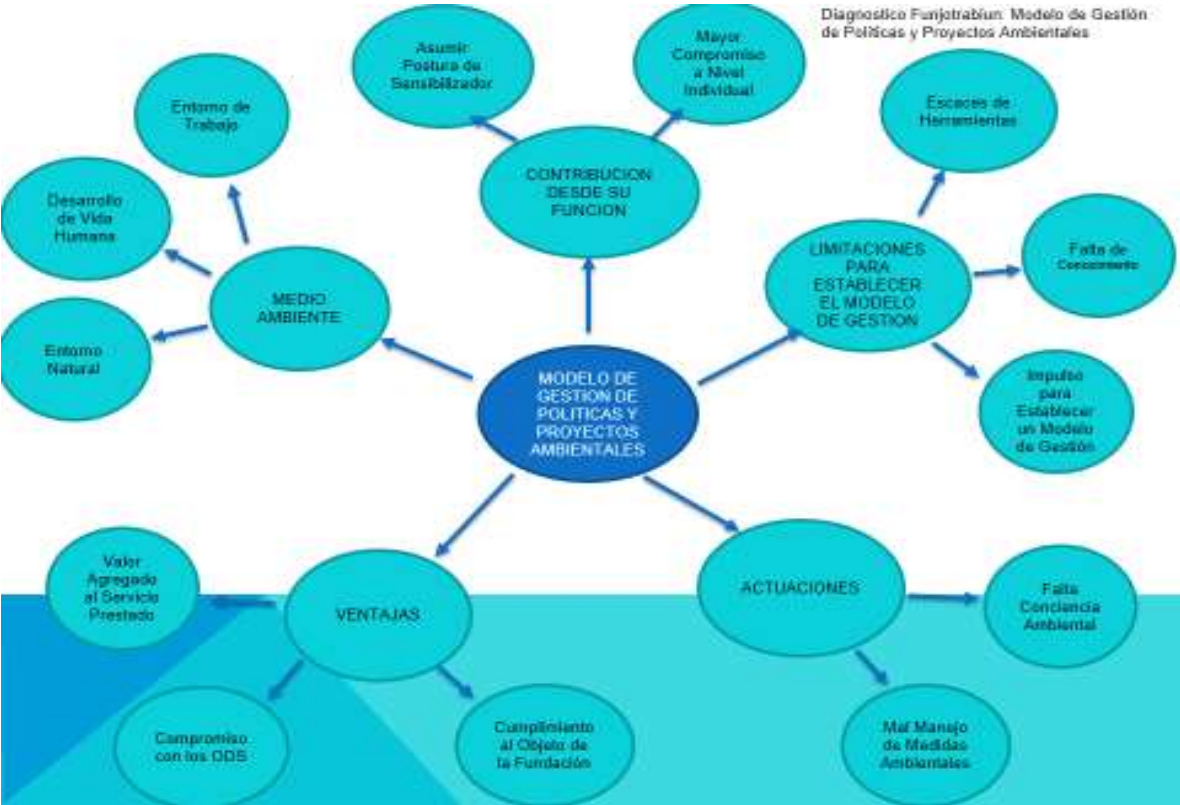 Diagnostico Funjotrabiun: Modelo de Gestión
de Politicas y Proyectos Ambientales
Asumir
Postura de
Sensibilizador
Mayor
Compromiso
a Nivel
Individual
Escaces de
Herramientas
Entorno de
Trabajo
CONTRIBUCION
DESDE SU
FUNCION
Desarrollo
de Vida
Humana
LIMITACIONES
PARA
ESTABLECER
EL MODELO
DE GESTION
Falta de
Conocimiento
MEDIO
AMBIENTE
Entorno
Natural
MODELO DE
GESTION DE
POLITICAS Y
PROYECTOS
AMBIENTALES
Impulso
para
Establecer
un Modelo
de Gestión
Valor
Agregado
al Servicio
Prestado
VENTAJAS
ACTUACIONES
Falta
Conciencia
Ambiental
Compromiso
con los ODS
Cumplimiento
al Objeto de
la Fundación
Mal Manejo
de Medidas
Ambientales